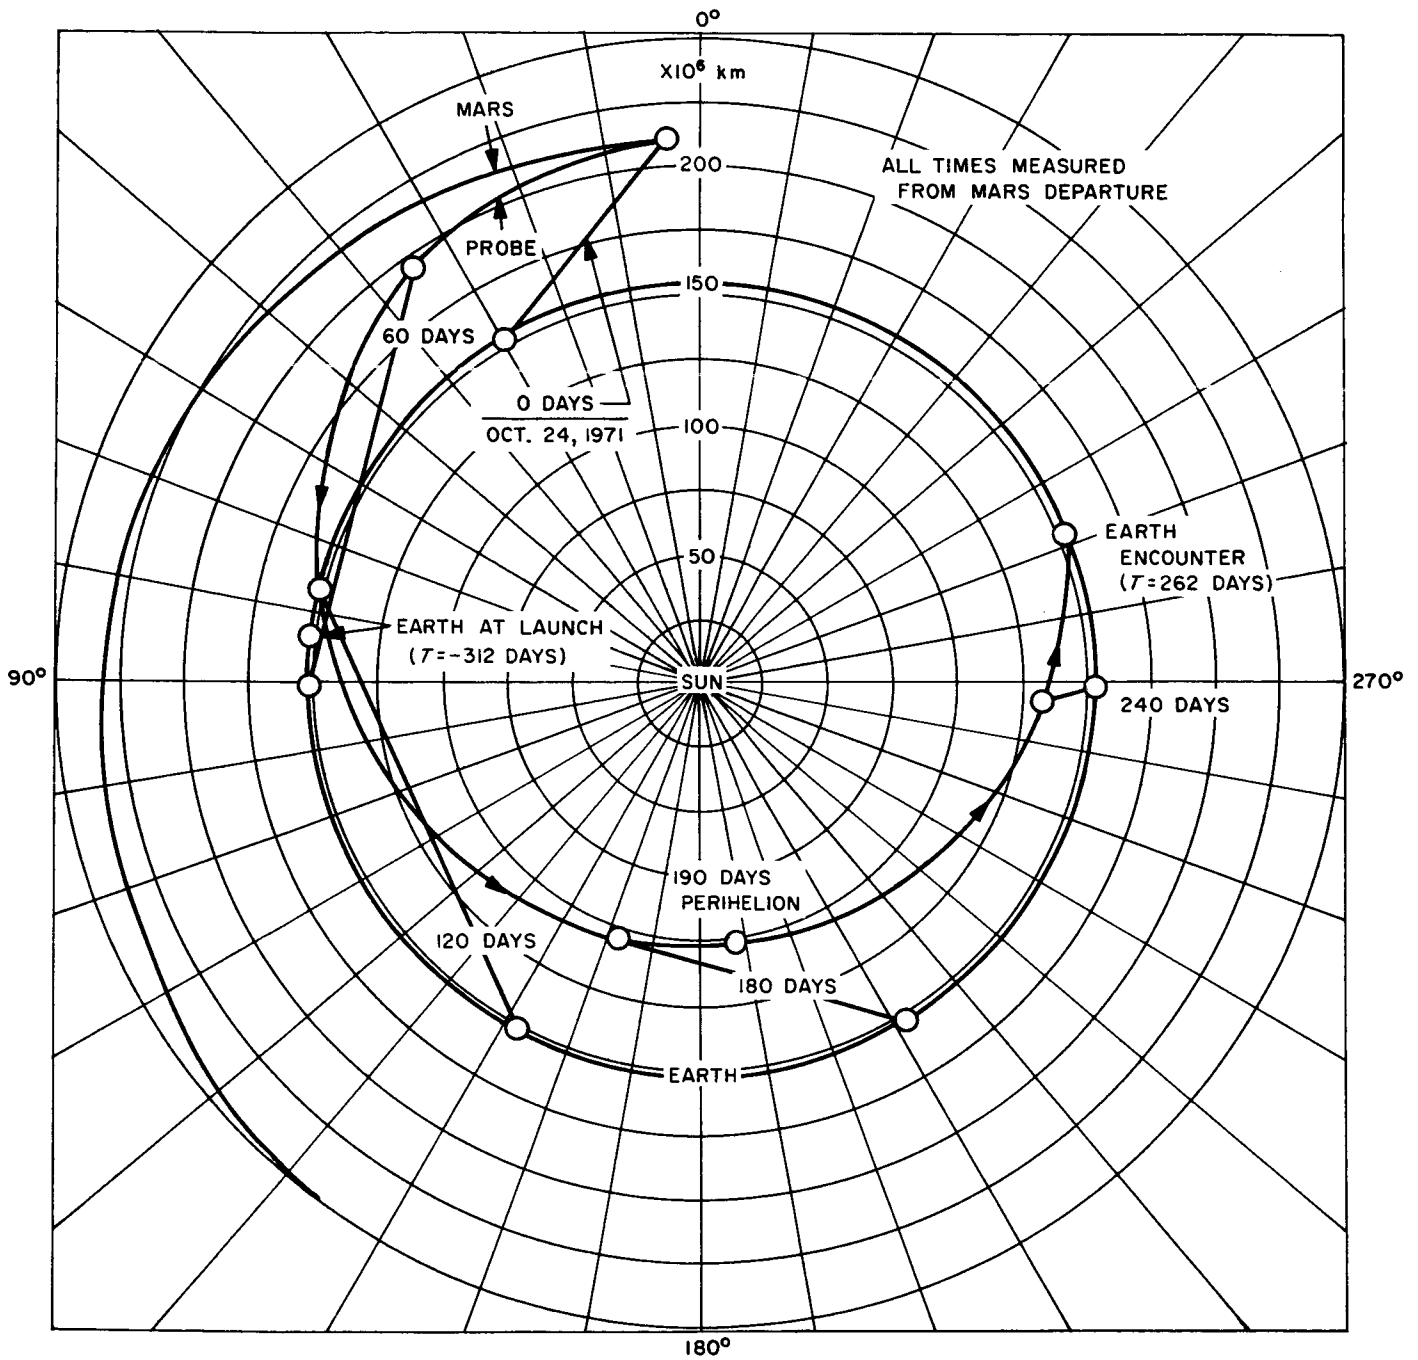 0°
X10⁶ km
MARS
200
ALL TIMES MEASURED
FROM MARS DEPARTURE
PROBE
150
60 DAYS
0 DAYS
OCT. 24, 1971
100
50
EARTH
ENCOUNTER
(T=262 DAYS)
EARTH AT LAUNCH
(T=-312 DAYS)
90°
SUN
270°
240 DAYS
190 DAYS
PERIHELION
120 DAYS
180 DAYS
EARTH
180°